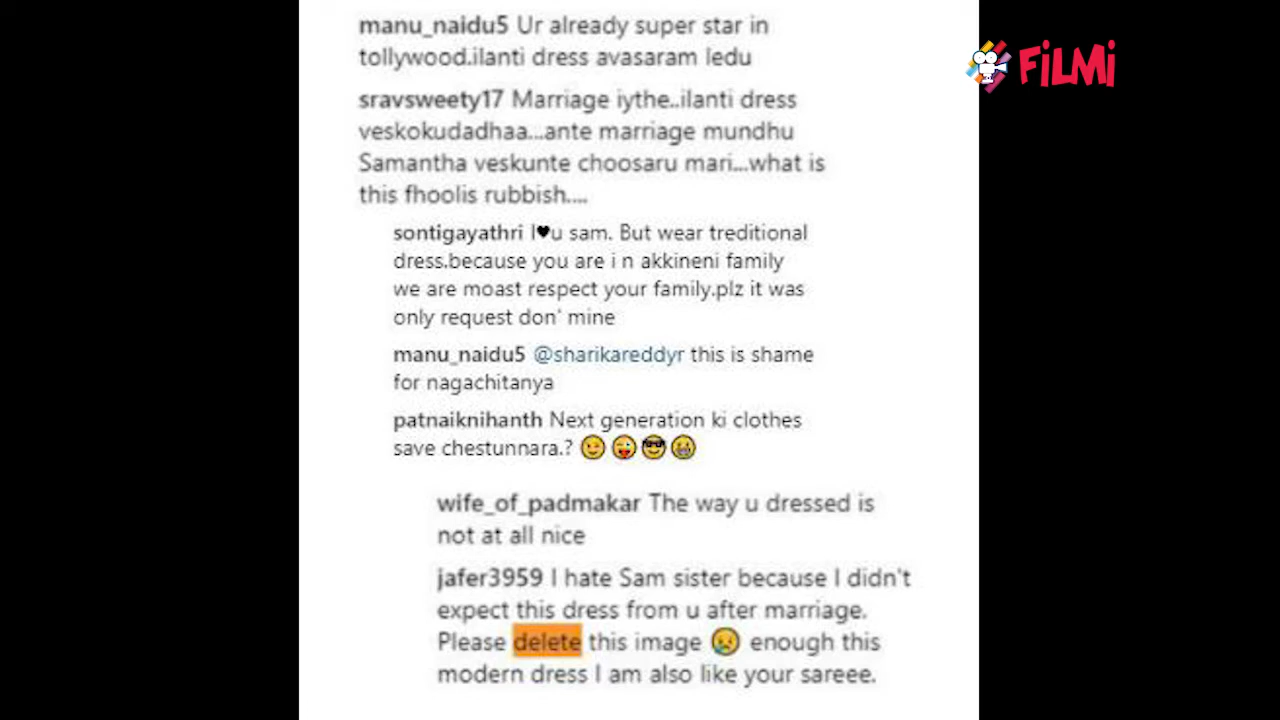 manu_naidu5 Ur already super star in
tollywood.ilanti dress avasaram ledu
FiLMi
sravsweety17 Marriage iythe..ilanti dress
veskokudadhaa...ante marriage mundhu
Samantha veskunte choosaru mari...what is
this fhoolis rubbish....
sontigayathri I♥u sam. But wear treditional
dress.because you are i n akkineni family
we are moast respect your family.plz it was
only request don' mine
manu_naidu5 @sharikareddyr this is shame
for nagachitanya
patnaiknihanth Next generation ki clothes
save chestunnara.? 😉😜😎😁
wife_of_padmakar The way u dressed is
not at all nice
jafer3959 I hate Sam sister because I didn't
expect this dress from u after marriage.
Please delete this image 😢 enough this
modern dress I am also like your sareee.